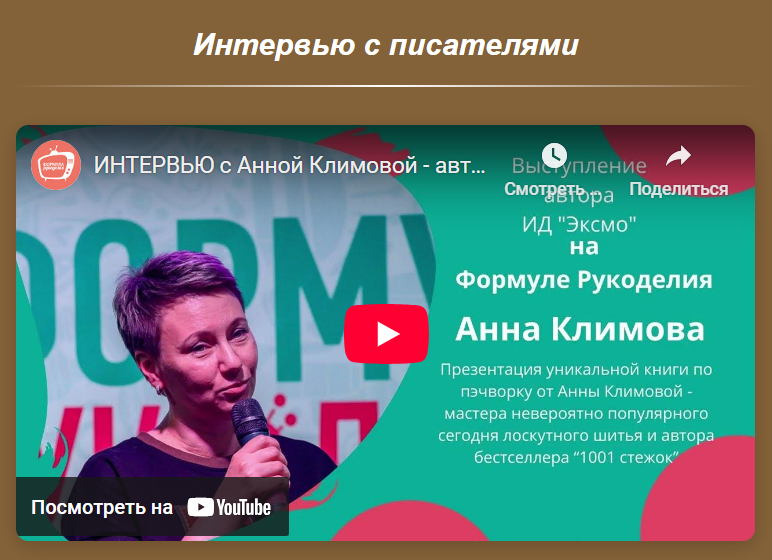 Интервью с писателями
ИНТЕРВЬЮ с Анной Климовой - авт...
Смотреть ...
Поделиться
Выступление
автора
ИД "Эксмо"
на
Формуле Рукоделия
Анна Климова
Презентация уникальной книги по
пэчворку от Анны Климовой -
мастера невероятно популярного
сегодня лоскутного шитья и автора
бестселлера “1001 стежок”
ФОРМУ
Посмотреть на YouTube